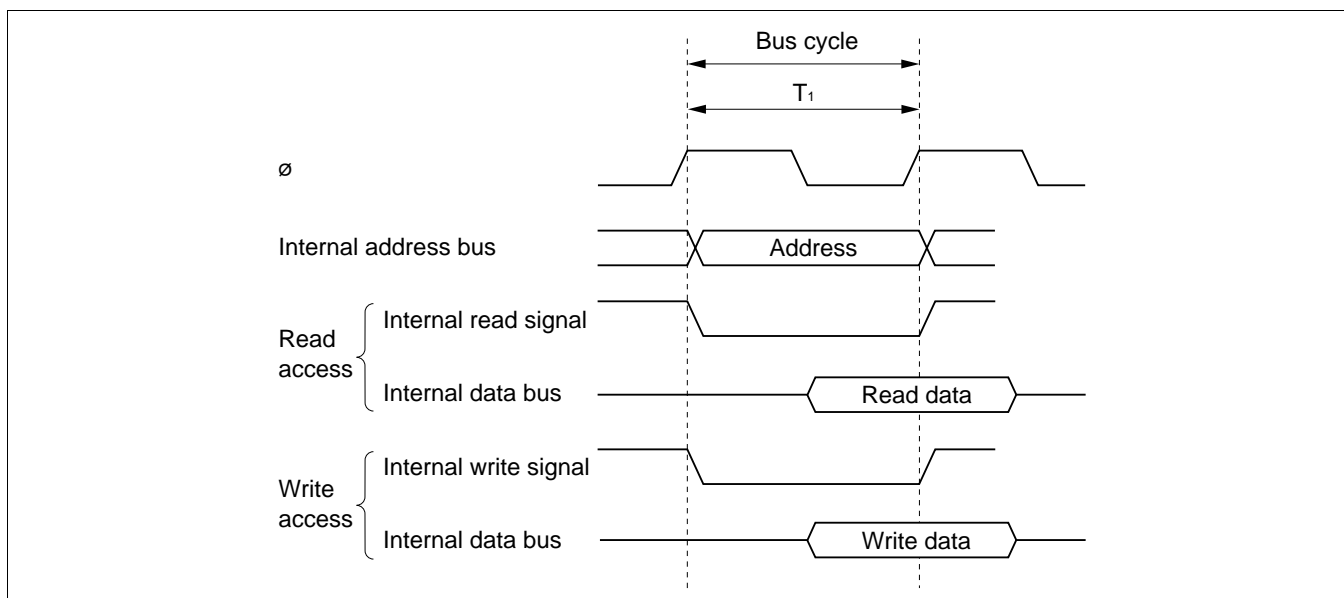 Bus cycle
T₁
ø
Internal address bus
Address
Read
access
Internal read signal
Internal data bus
Read data
Write
access
Internal write signal
Internal data bus
Write data